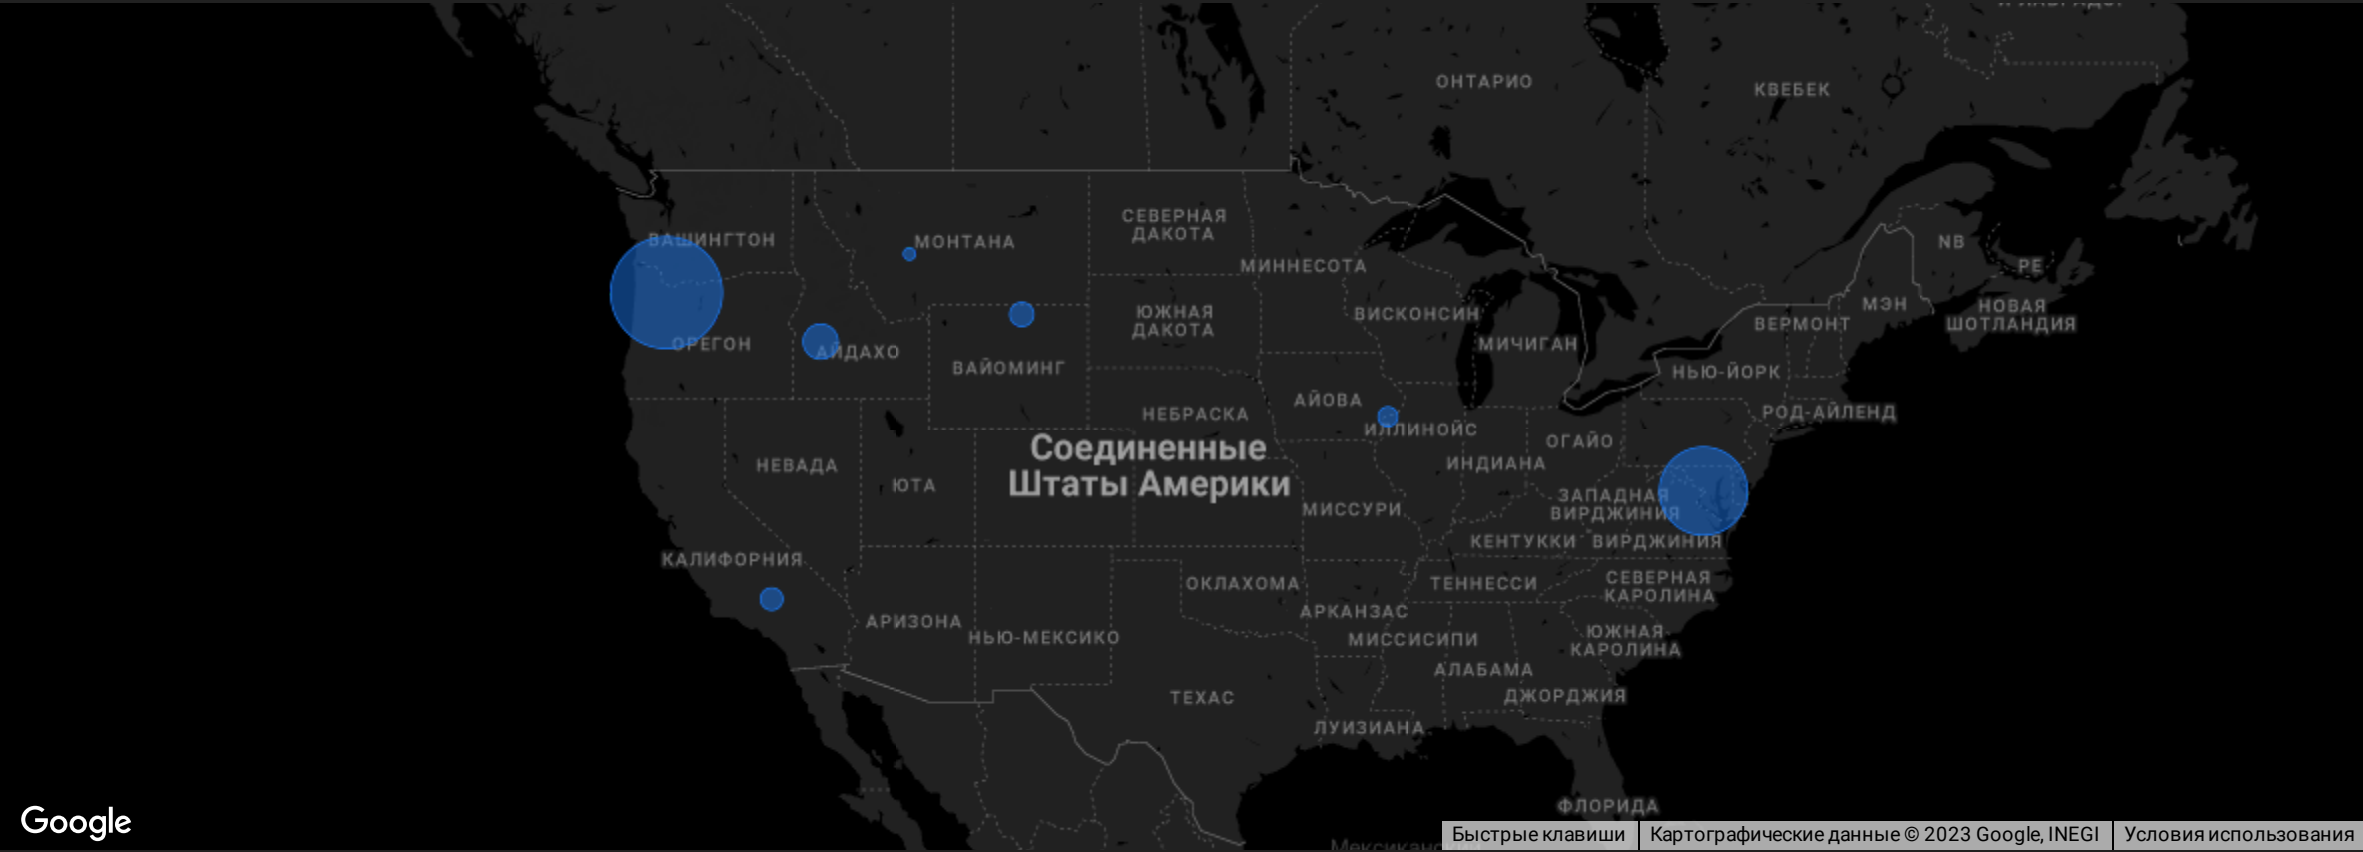 ОНТАРИО
КВЕБЕК
СЕВЕРНАЯ
ДАКОТА
ВАШИНГТОН
МОНТАНА
NB
МИННЕСОТА
PE
МЭН
НОВАЯ
ШОТЛАНДИЯ
ЮЖНАЯ
ДАКОТА
ВИСКОНСИН
ВЕРМОНТ
ОРЕГОН
МИЧИГАН
АЙДАХО
ВАЙОМИНГ
НЬЮ-ЙОРК
АЙОВА
НЕБРАСКА
РОД-АЙЛЕНД
ИЛЛИНОЙС
ОГАЙО
Соединенные
Штаты Америки
НЕВАДА
ИНДИАНА
ЮТА
ЗАПАДНАЯ
ВИРДЖИНИЯ
МИССУРИ
КЕНТУККИ
ВИРДЖИНИЯ
КАЛИФОРНИЯ
ОКЛАХОМА
ТЕННЕССИ
СЕВЕРНАЯ
КАРОЛИНА
АРКАНЗАС
АРИЗОНА
НЬЮ-МЕКСИКО
МИССИСИПИ
ЮЖНАЯ
КАРОЛИНА
АЛАБАМА
ТЕХАС
ДЖОРДЖИЯ
ЛУИЗИАНА
ФЛОРИДА
Google
Быстрые клавиши
Картографические данные © 2023 Google, INEGI
Условия использования